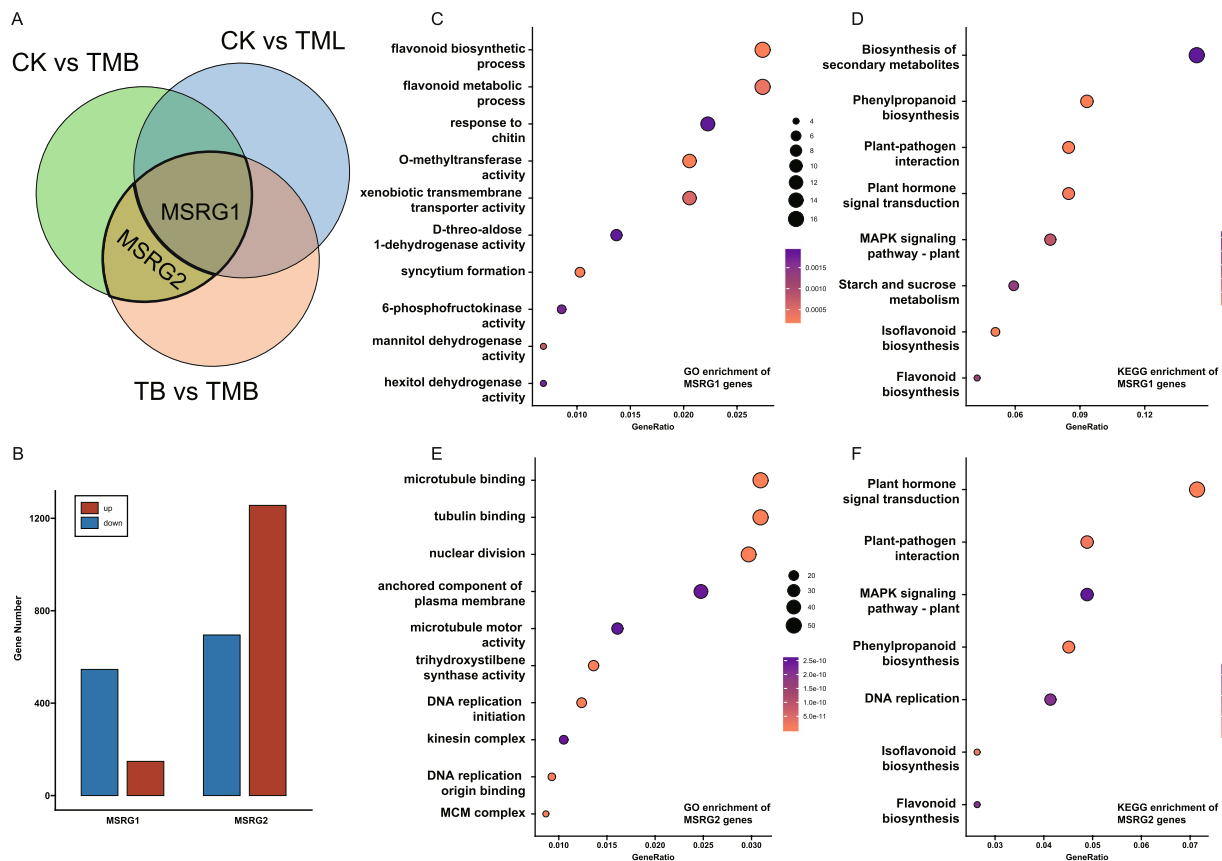 A
CK vs TML
CK vs TMB
MSRG1
MSRG2
TB vs TMB
B
up
down
1200
800
400
0
Gene Number
MSRG1
MSRG2
C
flavonoid biosynthetic
process
flavonoid metabolic
process
response to
chitin
O-methyltransferase
activity
xenobiotic transmembrane
transporter activity
D-threo-aldose
1-dehydrogenase activity
syncytium formation
6-phosphofructokinase
activity
mannitol dehydrogenase
activity
hexitol dehydrogenase
activity
GO enrichment of
MSRG1 genes
0.010
0.015
0.020
0.025
GeneRatio
4
6
8
10
12
14
16
0.0015
0.0010
0.0005
D
Biosynthesis of
secondary metabolites
Phenylpropanoid
biosynthesis
Plant-pathogen
interaction
Plant hormone
signal transduction
MAPK signaling
pathway - plant
Starch and sucrose
metabolism
Isoflavonoid
biosynthesis
Flavonoid
biosynthesis
KEGG enrichment of
MSRG1 genes
0.06
0.09
0.12
GeneRatio
E
microtubule binding
tubulin binding
nuclear division
anchored component of
plasma membrane
microtubule motor
activity
trihydroxystilbene
synthase activity
DNA replication
initiation
kinesin complex
DNA replication
origin binding
MCM complex
GO enrichment of
MSRG2 genes
0.010
0.015
0.020
0.025
0.030
GeneRatio
20
30
40
50
2.5e-10
2.0e-10
1.5e-10
1.0e-10
5.0e-11
F
Plant hormone
signal transduction
Plant-pathogen
interaction
MAPK signaling
pathway - plant
Phenylpropanoid
biosynthesis
DNA replication
Isoflavonoid
biosynthesis
Flavonoid
biosynthesis
KEGG enrichment of
MSRG2 genes
0.03
0.04
0.05
0.06
0.07
GeneRatio